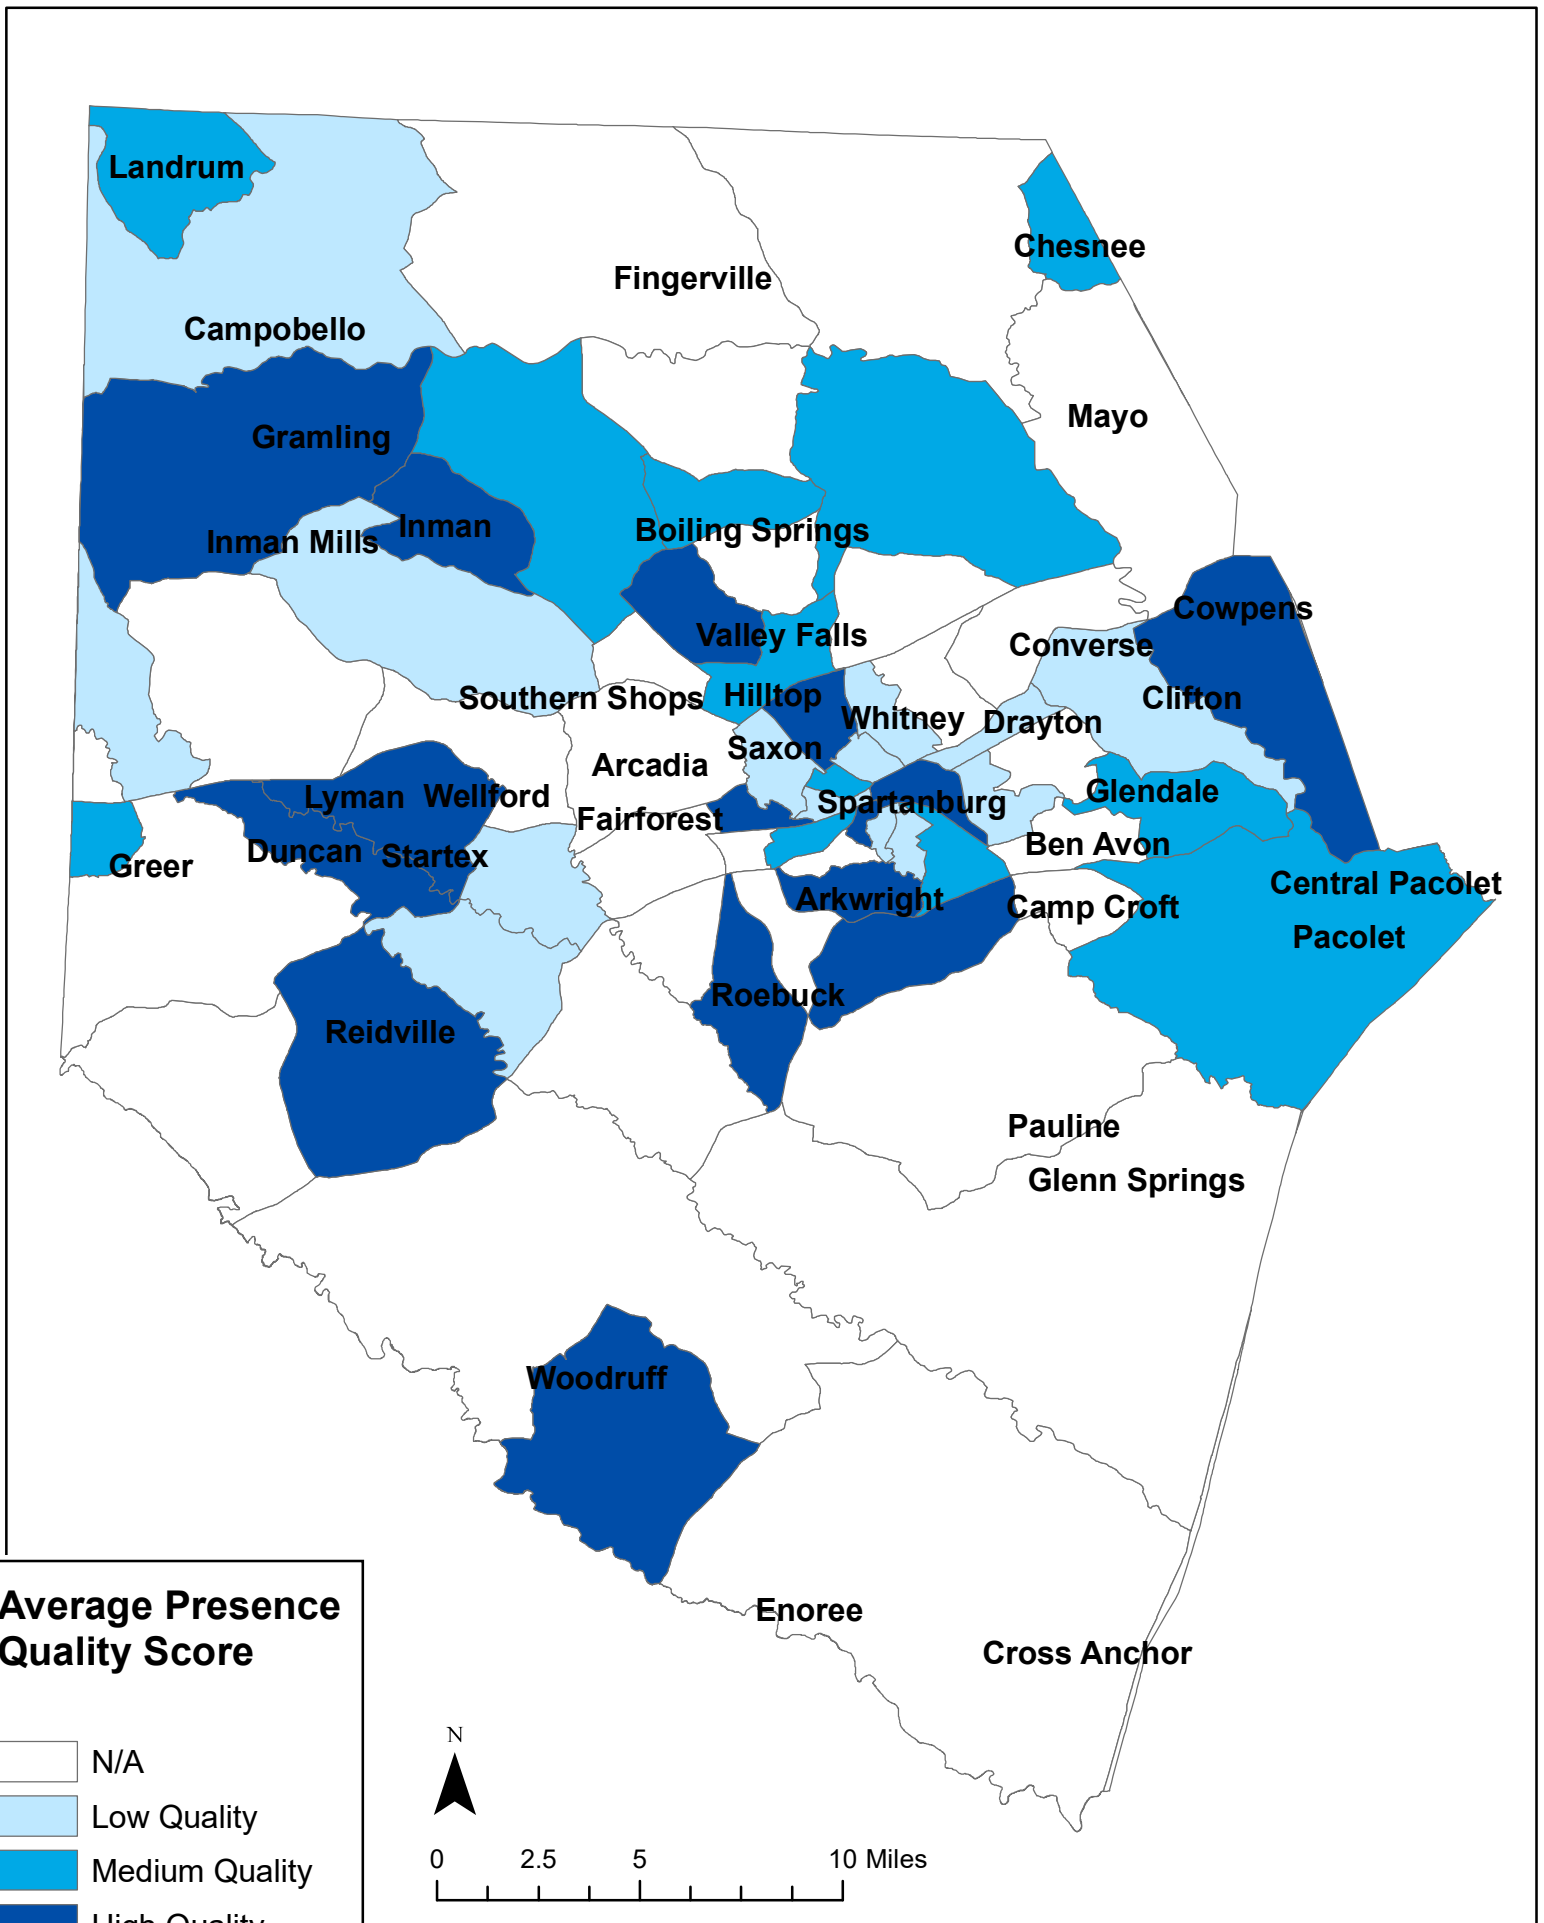 Landrum
Chesnee
Fingerville
Campobello
Mayo
Gramling
Inman
Boiling Springs
Inman Mills
Cowpens
Valley Falls
Converse
Southern Shops
Hilltop
Clifton
Whitney
Drayton
Saxon
Arcadia
Glendale
Lyman
Wellford
Spartanburg
Fairforest
Ben Avon
Duncan
Startex
Greer
Central Pacolet
Arkwright
Camp Croft
Pacolet
Roebuck
Reidville
Pauline
Glenn Springs
Woodruff
Enoree
Cross Anchor
Average Presence
Quality Score
N/A
Low Quality
Medium Quality
High Quality
N
0 2.5 5 10 Miles